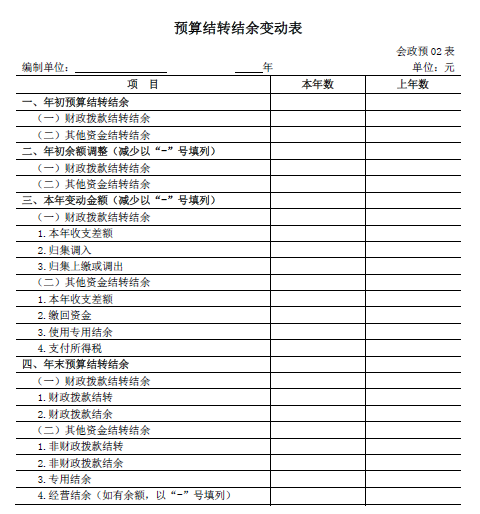 预算结转结余变动表
会政预 02 表
编制单位: 年 单位: 元
项 目 本年数 上年数
一、年初预算结转结余
（一）财政拨款结转结余
（二）其他资金结转结余
二、年初余额调整（减少以“-”号填列）
（一）财政拨款结转结余
（二）其他资金结转结余
三、本年变动金额（减少以“-”号填列）
（一）财政拨款结转结余
1.本年收支差额
2.归集调入
3.归集上缴或调出
（二）其他资金结转结余
1.本年收支差额
2.缴回资金
3.使用专用结余
4.支付所得税
四、年末预算结转结余
（一）财政拨款结转结余
1.财政拨款结转
2.财政拨款结余
（二）其他资金结转结余
1.非财政拨款结转
2.非财政拨款结余
3.专用结余
4.经营结余（如有余额，以“-”号填列）